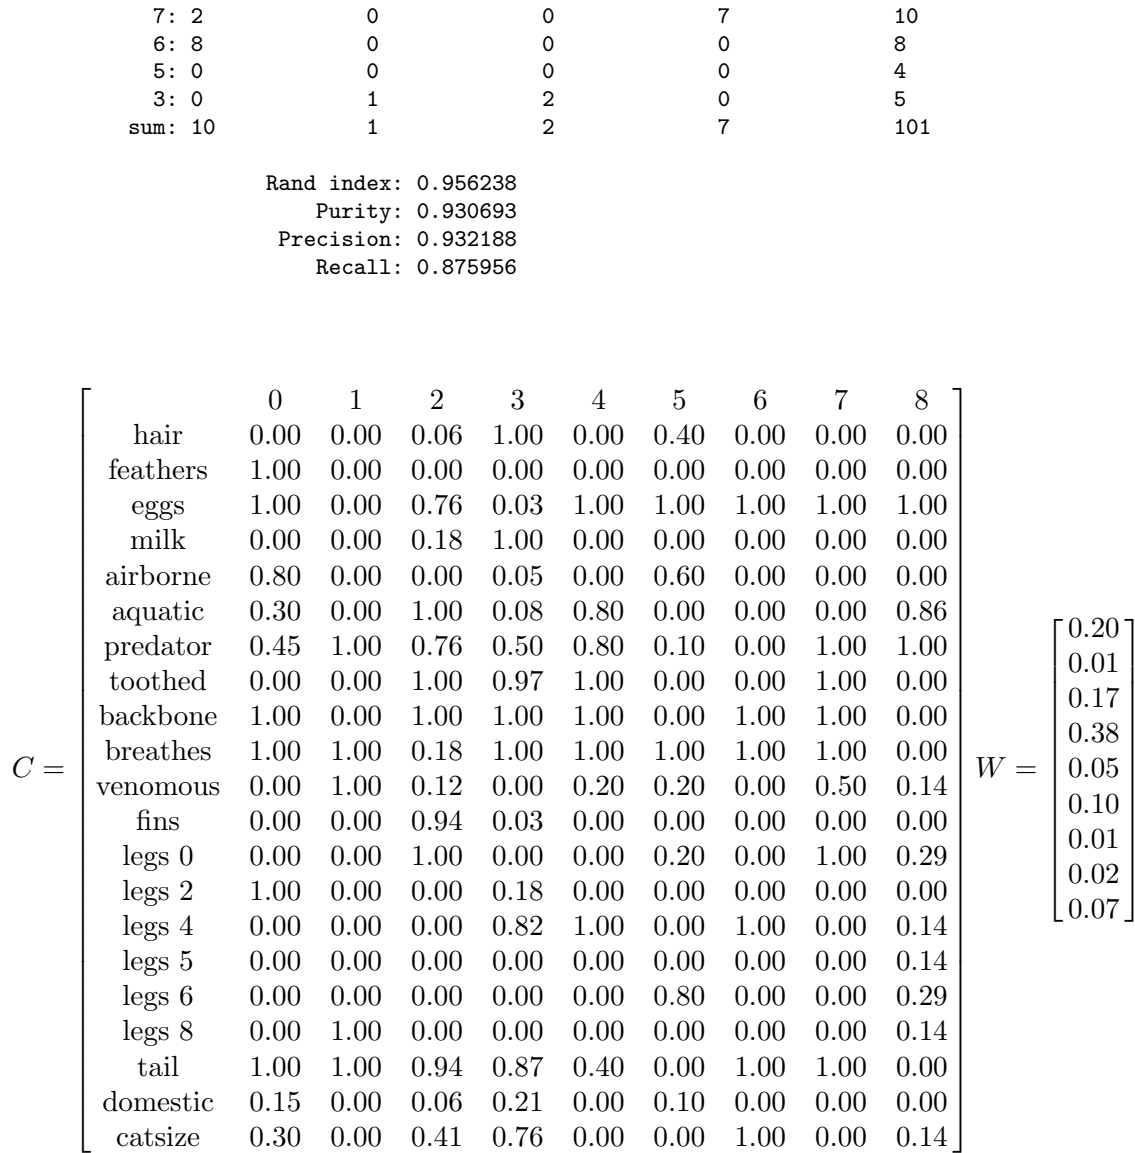 7: 2 0 0 7 10
6: 8 0 0 0 8
5: 0 0 0 0 4
3: 0 1 2 0 5
sum: 10 1 2 7 101
Rand index: 0.956238
Purity: 0.930693
Precision: 0.932188
Recall: 0.875956
0 1 2 3 4 5 6 7 8
hair 0.00 0.00 0.06 1.00 0.00 0.40 0.00 0.00 0.00
feathers 1.00 0.00 0.00 0.00 0.00 0.00 0.00 0.00 0.00
eggs 1.00 0.00 0.76 0.03 1.00 1.00 1.00 1.00 1.00
milk 0.00 0.00 0.18 1.00 0.00 0.00 0.00 0.00 0.00
airborne 0.80 0.00 0.00 0.05 0.00 0.60 0.00 0.00 0.00
aquatic 0.30 0.00 1.00 0.08 0.80 0.00 0.00 0.00 0.86
predator 0.45 1.00 0.76 0.50 0.80 0.10 0.00 1.00 1.00
toothed 0.00 0.00 1.00 0.97 1.00 0.00 0.00 1.00 0.00
backbone 1.00 0.00 1.00 1.00 1.00 0.00 1.00 1.00 0.00
C =
breathes 1.00 1.00 0.18 1.00 1.00 1.00 1.00 1.00 0.00
venomous 0.00 1.00 0.12 0.00 0.20 0.20 0.00 0.50 0.14
fins 0.00 0.00 0.94 0.03 0.00 0.00 0.00 0.00 0.00
legs 0 0.00 0.00 1.00 0.00 0.00 0.20 0.00 1.00 0.29
legs 2 1.00 0.00 0.00 0.18 0.00 0.00 0.00 0.00 0.00
legs 4 0.00 0.00 0.00 0.82 1.00 0.00 1.00 0.00 0.14
legs 5 0.00 0.00 0.00 0.00 0.00 0.00 0.00 0.00 0.14
legs 6 0.00 0.00 0.00 0.00 0.00 0.80 0.00 0.00 0.29
legs 8 0.00 1.00 0.00 0.00 0.00 0.00 0.00 0.00 0.14
tail 1.00 1.00 0.94 0.87 0.40 0.00 1.00 1.00 0.00
domestic 0.15 0.00 0.06 0.21 0.00 0.10 0.00 0.00 0.00
catsize 0.30 0.00 0.41 0.76 0.00 0.00 1.00 0.00 0.14
W =
0.20
0.01
0.17
0.38
0.05
0.10
0.01
0.02
0.07